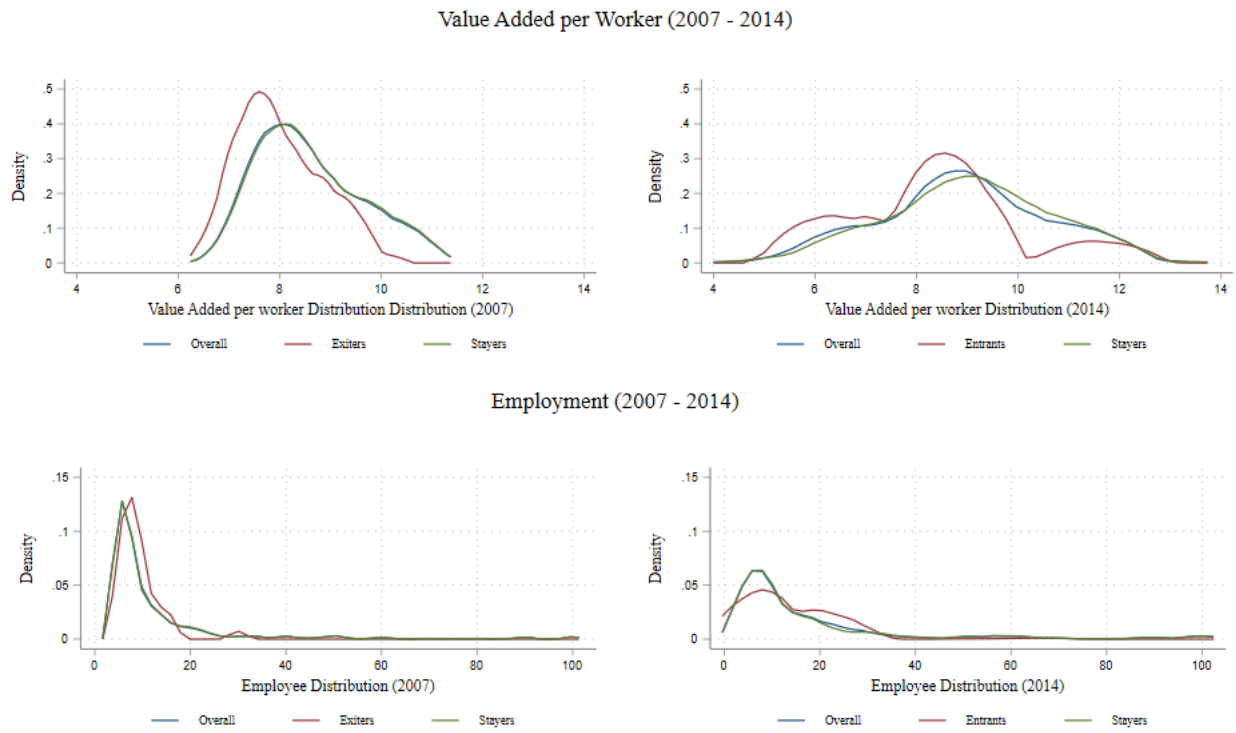 Value Added per Worker (2007 - 2014)
Density
.5
.4
.3
.2
.1
0
4
6
8
10
12
14
Value Added per worker Distribution Distribution (2007)
Overall
Exiters
Stayers
Density
.5
.4
.3
.2
.1
0
4
6
8
10
12
14
Value Added per worker Distribution (2014)
Overall
Entrants
Stayers
Employment (2007 - 2014)
Density
.15
.1
.05
0
0
20
40
60
80
100
Employee Distribution (2007)
Overall
Exiters
Stayers
Density
.15
.1
.05
0
0
20
40
60
80
100
Employee Distribution (2014)
Overall
Entrants
Stayers